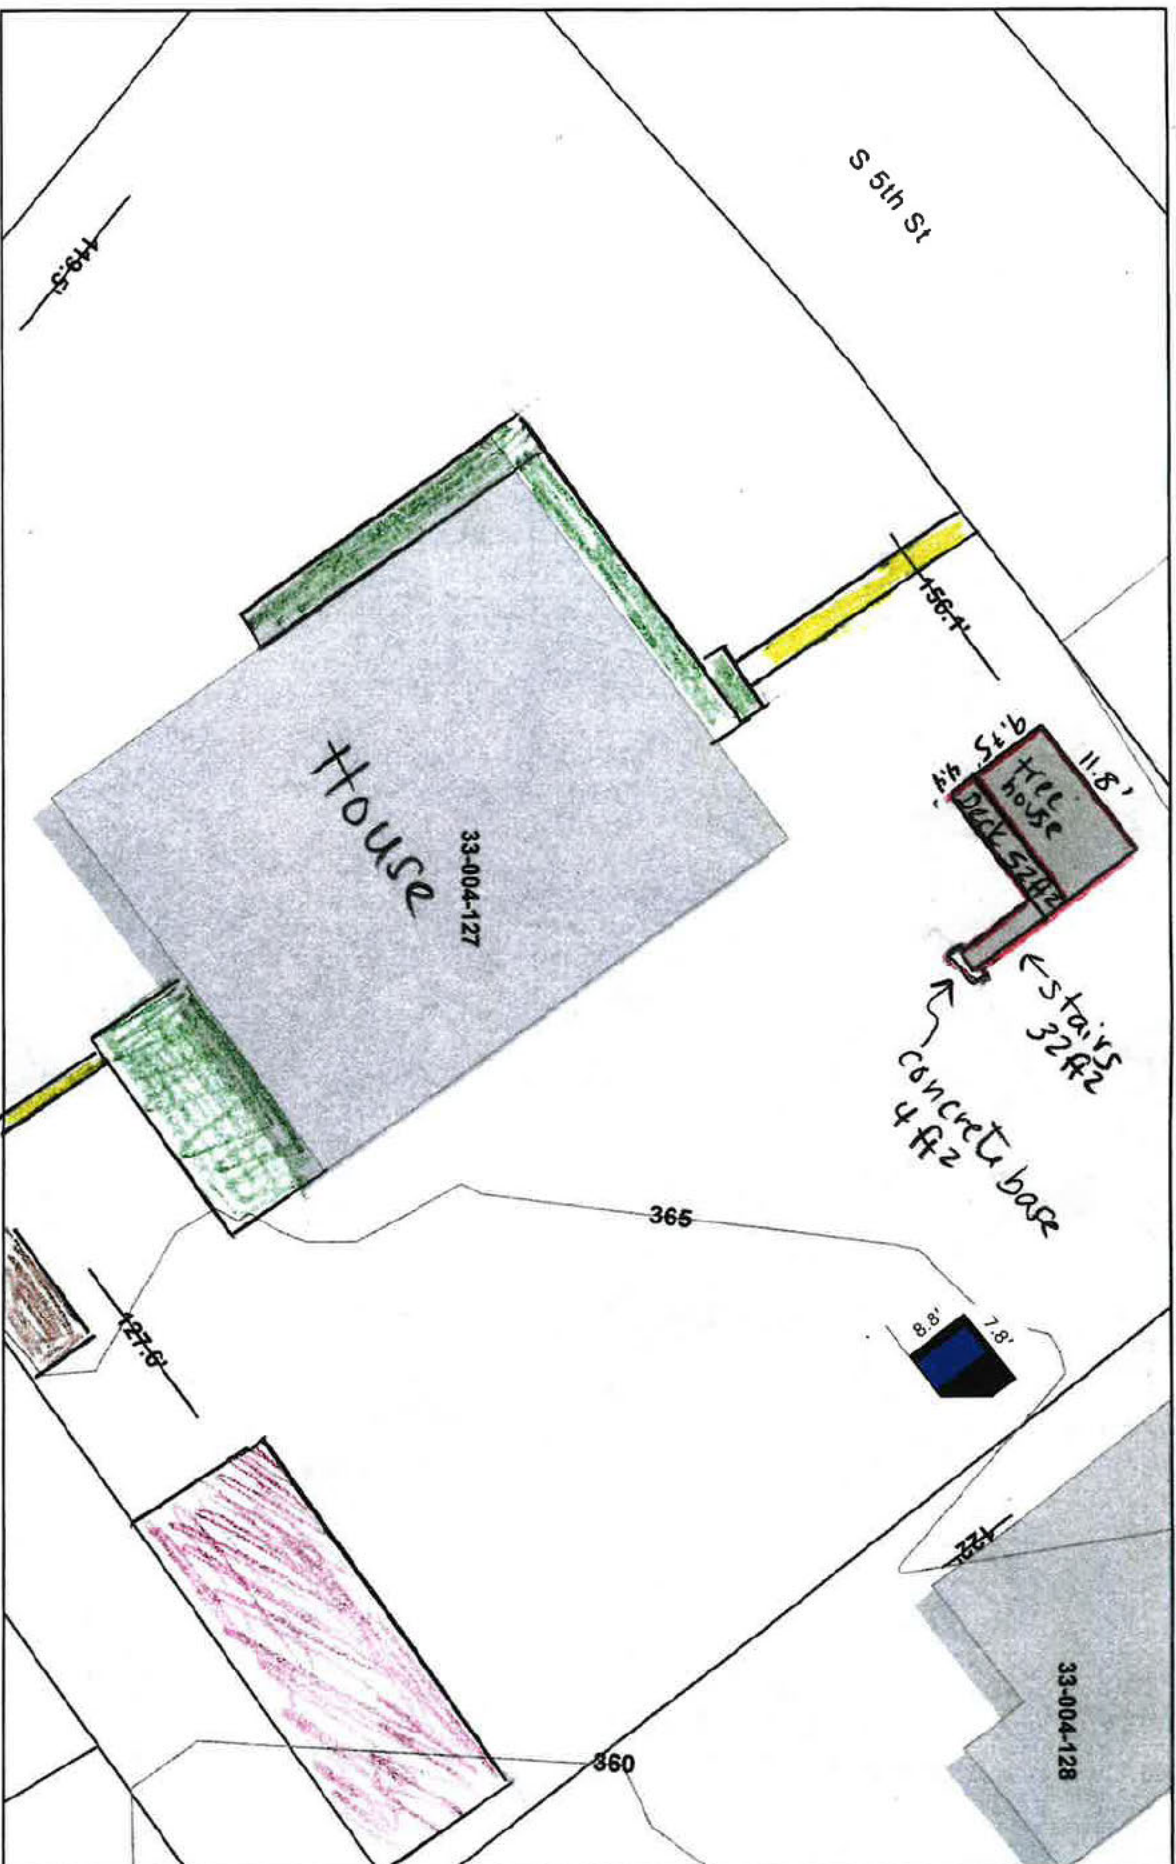 S 5th St
119.5'
156.1'
9.75'
11.8'
4.4'
tree
house
Deck 52ft2
House
33-004-127
←stairs
32ft2
concrete base
4ft2
365
8.8'
7.8'
127.6'
122'
33-004-128
360